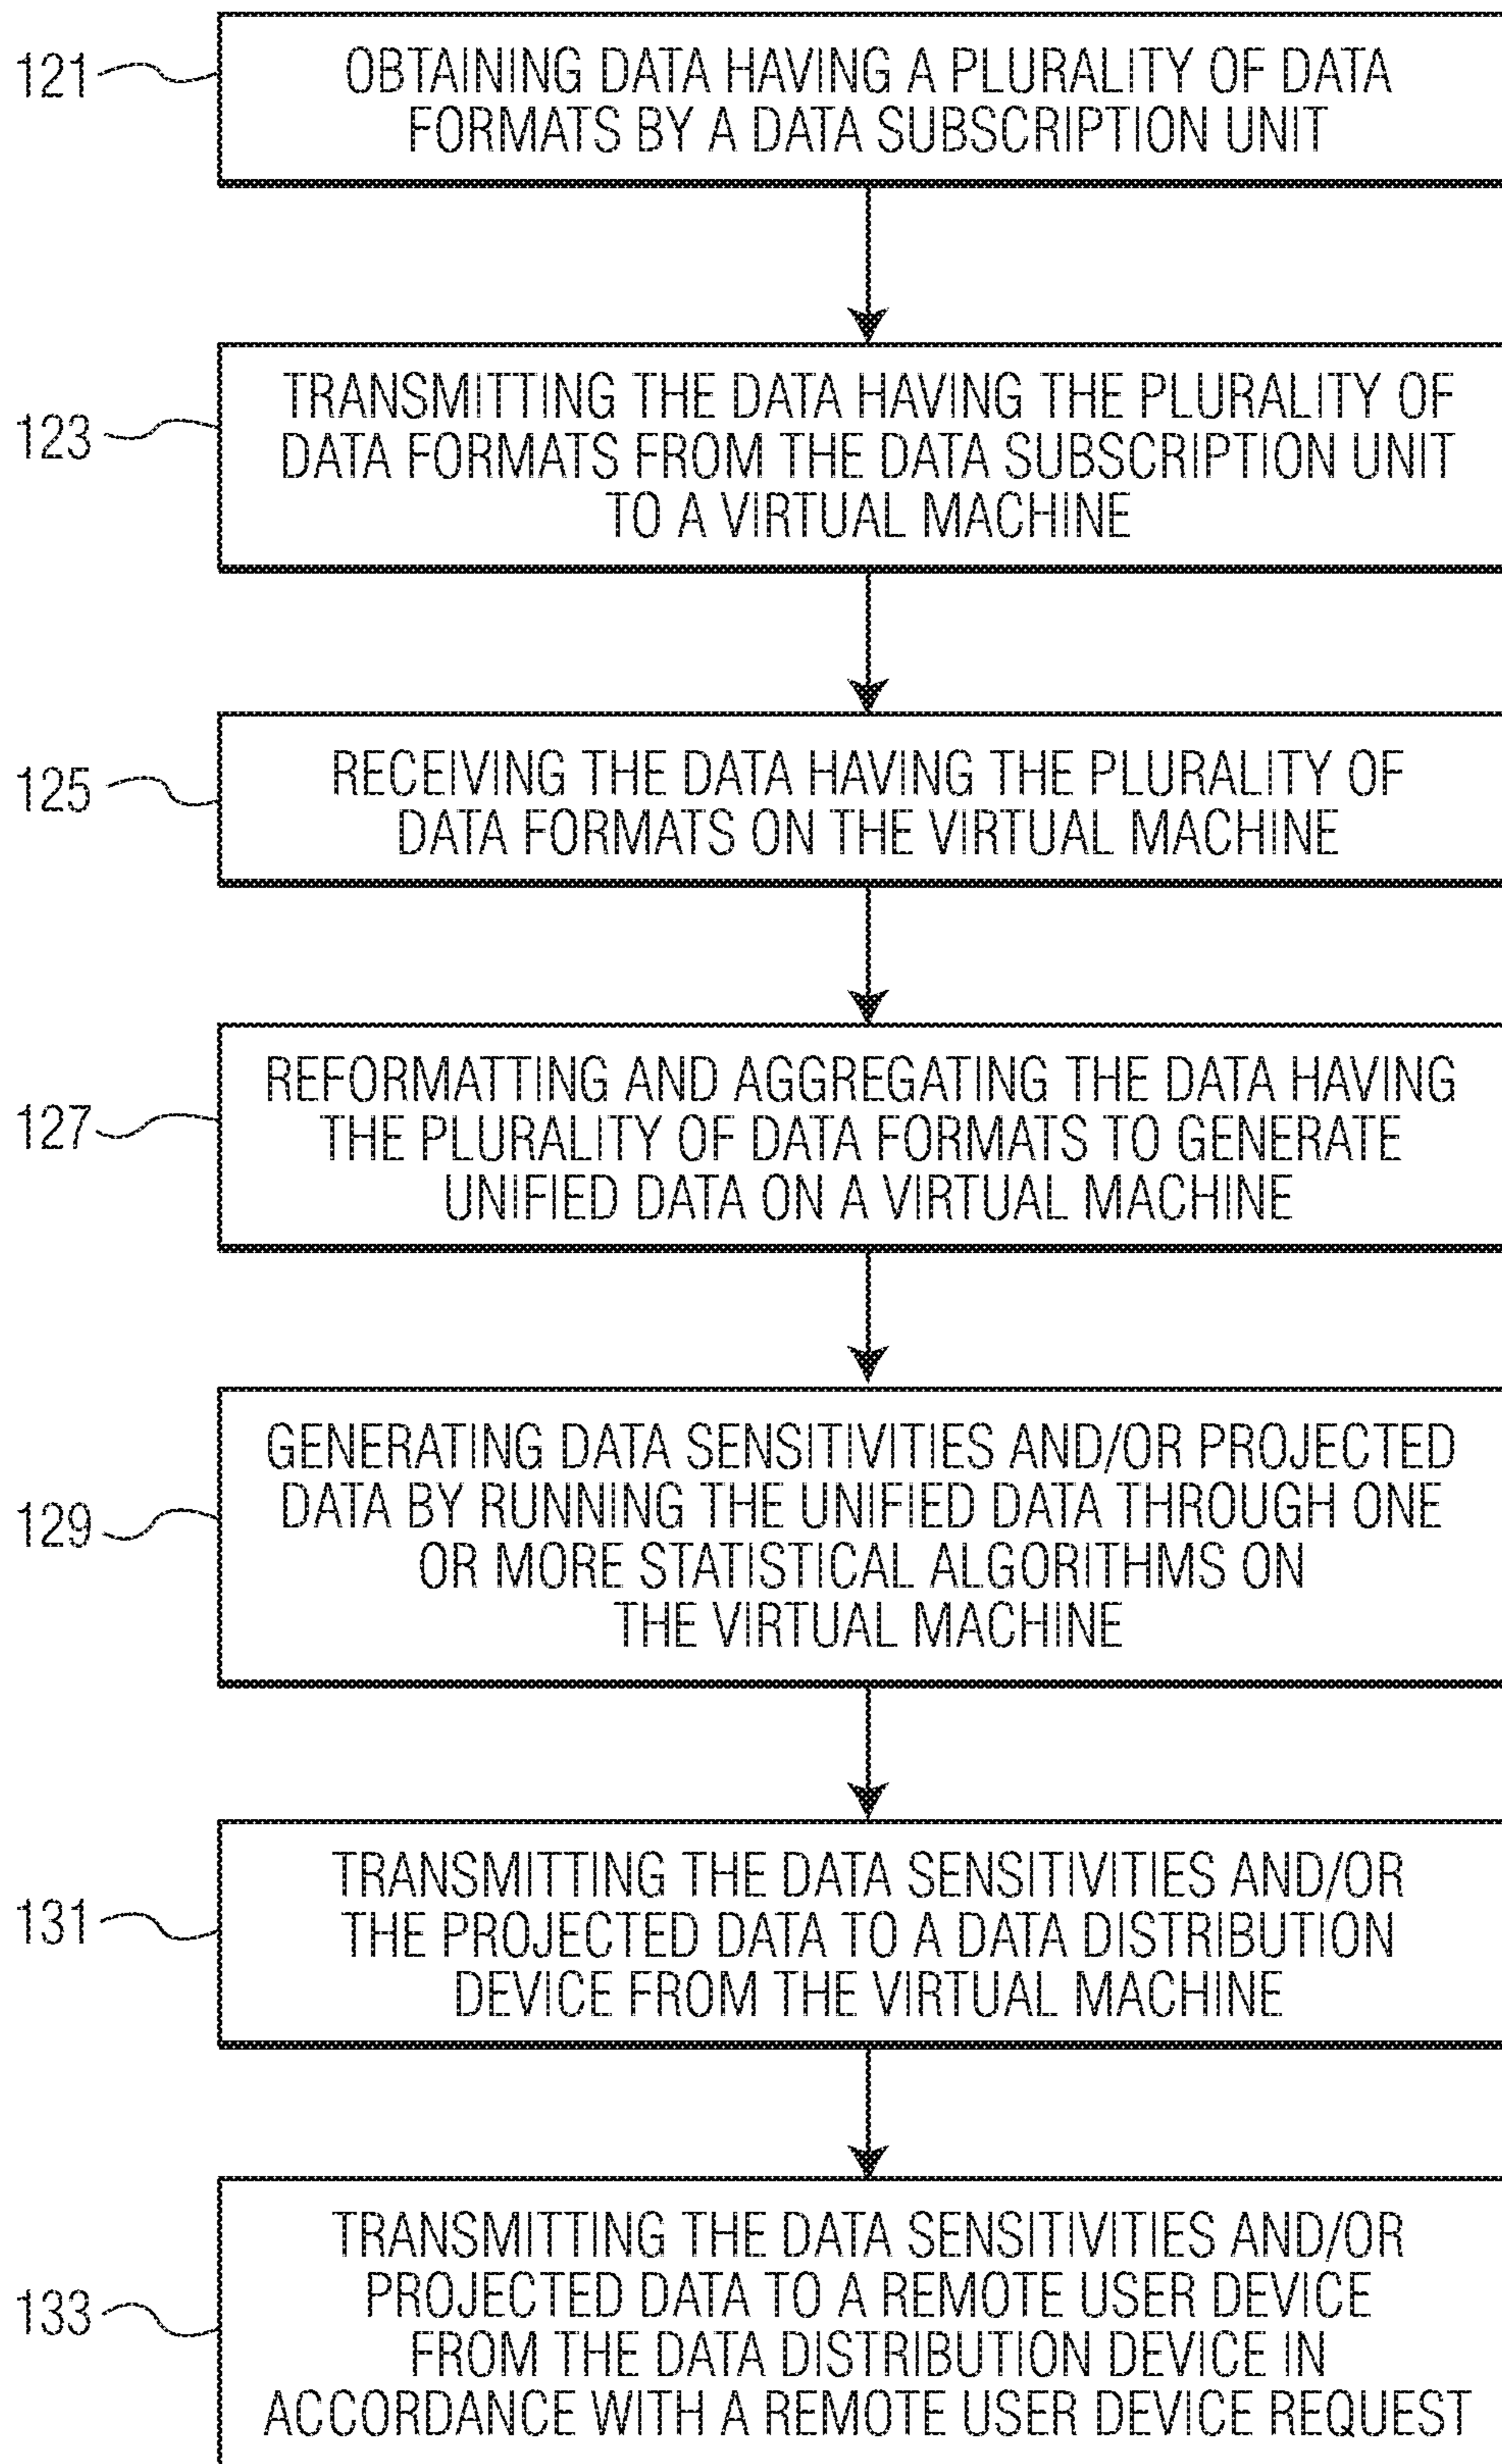 121
OBTAINING DATA HAVING A PLURALITY OF DATA
FORMATS BY A DATA SUBSCRIPTION UNIT
123
TRANSMITTING THE DATA HAVING THE PLURALITY OF
DATA FORMATS FROM THE DATA SUBSCRIPTION UNIT
TO A VIRTUAL MACHINE
125
RECEIVING THE DATA HAVING THE PLURALITY OF
DATA FORMATS ON THE VIRTUAL MACHINE
127
REFORMATTING AND AGGREGATING THE DATA HAVING
THE PLURALITY OF DATA FORMATS TO GENERATE
UNIFIED DATA ON A VIRTUAL MACHINE
129
GENERATING DATA SENSITIVITIES AND/OR PROJECTED
DATA BY RUNNING THE UNIFIED DATA THROUGH ONE
OR MORE STATISTICAL ALGORITHMS ON
THE VIRTUAL MACHINE
131
TRANSMITTING THE DATA SENSITIVITIES AND/OR
THE PROJECTED DATA TO A DATA DISTRIBUTION
DEVICE FROM THE VIRTUAL MACHINE
133
TRANSMITTING THE DATA SENSITIVITIES AND/OR
PROJECTED DATA TO A REMOTE USER DEVICE
FROM THE DATA DISTRIBUTION DEVICE IN
ACCORDANCE WITH A REMOTE USER DEVICE REQUEST